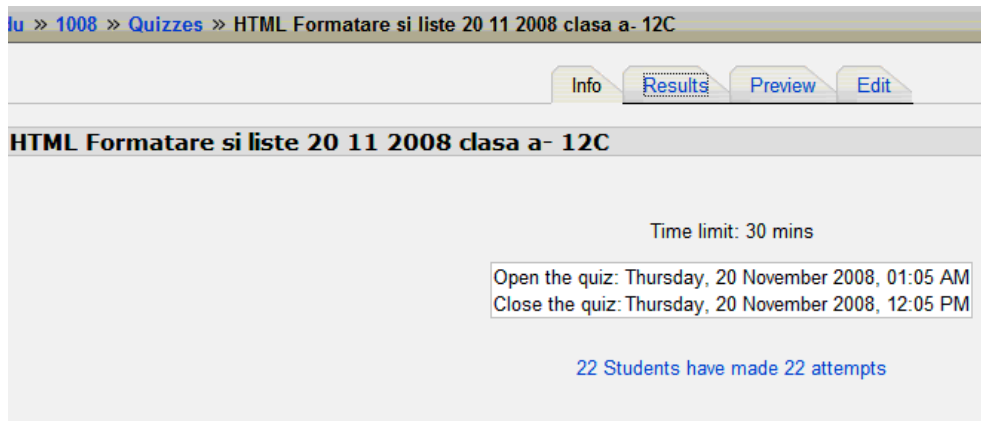 » 1008 » Quizzes » HTML Formatare si liste 20 11 2008 clasa a- 12C
Info Results Preview Edit
HTML Formatare si liste 20 11 2008 clasa a- 12C
Time limit: 30 mins
Open the quiz: Thursday, 20 November 2008, 01:05 AM
Close the quiz: Thursday, 20 November 2008, 12:05 PM
22 Students have made 22 attempts